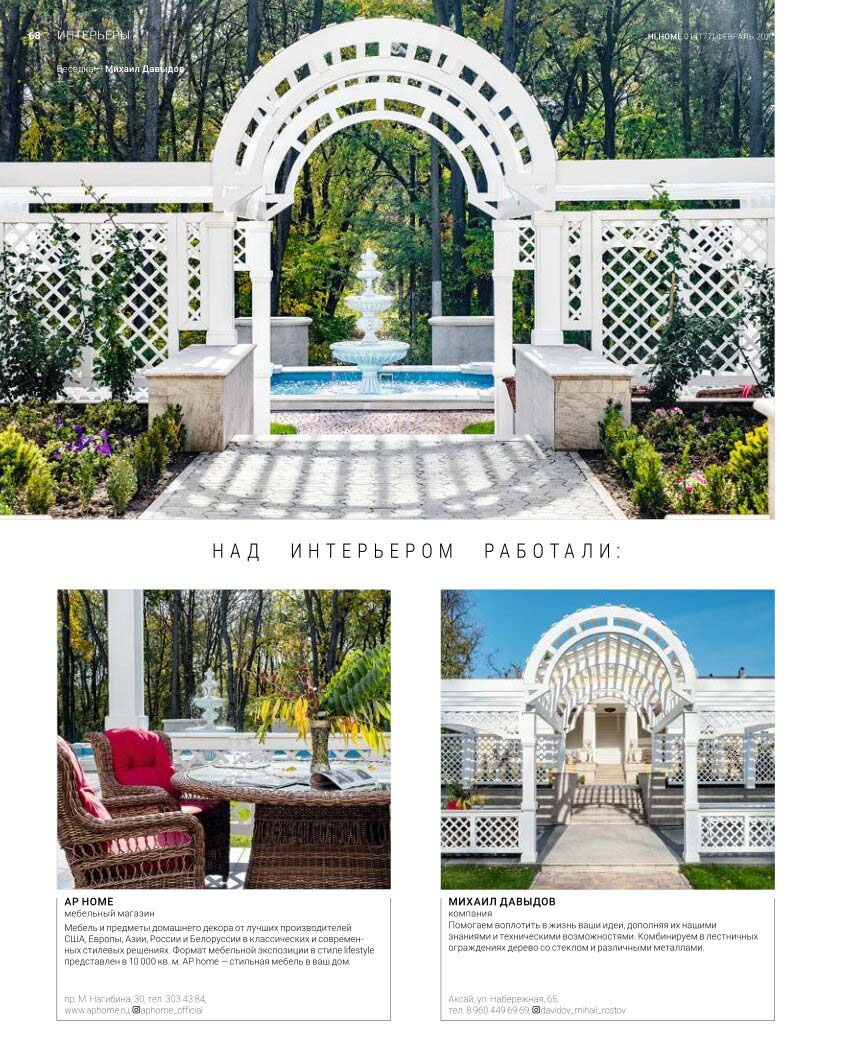 68 ИНТЕРЬЕРЫ
HI HOME 01 (177) ФЕВРАЛЬ
Беседка — Михаил Давыдов
НАД ИНТЕРЬЕРОМ РАБОТАЛИ:
AP HOME
мебельный магазин
Мебель и предметы домашнего декора от лучших производителей
США, Европы, Азии, России и Белоруссии в классических и современ-
ных стилевых решениях. Формат мебельной экспозиции в стиле lifestyle
представлен в 10 000 кв. м. AP home — стильная мебель в ваш дом.
пр. М. Нагибина, 30, тел. 303 43 84,
www.aphome.ru, aphome_official
МИХАИЛ ДАВЫДОВ
компания
Помогаем воплотить в жизнь ваши идеи, дополняя их нашими
знаниями и техническими возможностями. Комбинируем в лестничных
ограждениях дерево со стеклом и различными металлами.
Аксай, ул. Набережная, 65,
тел. 8 960 449 69 69, davidov_mihail_rostov